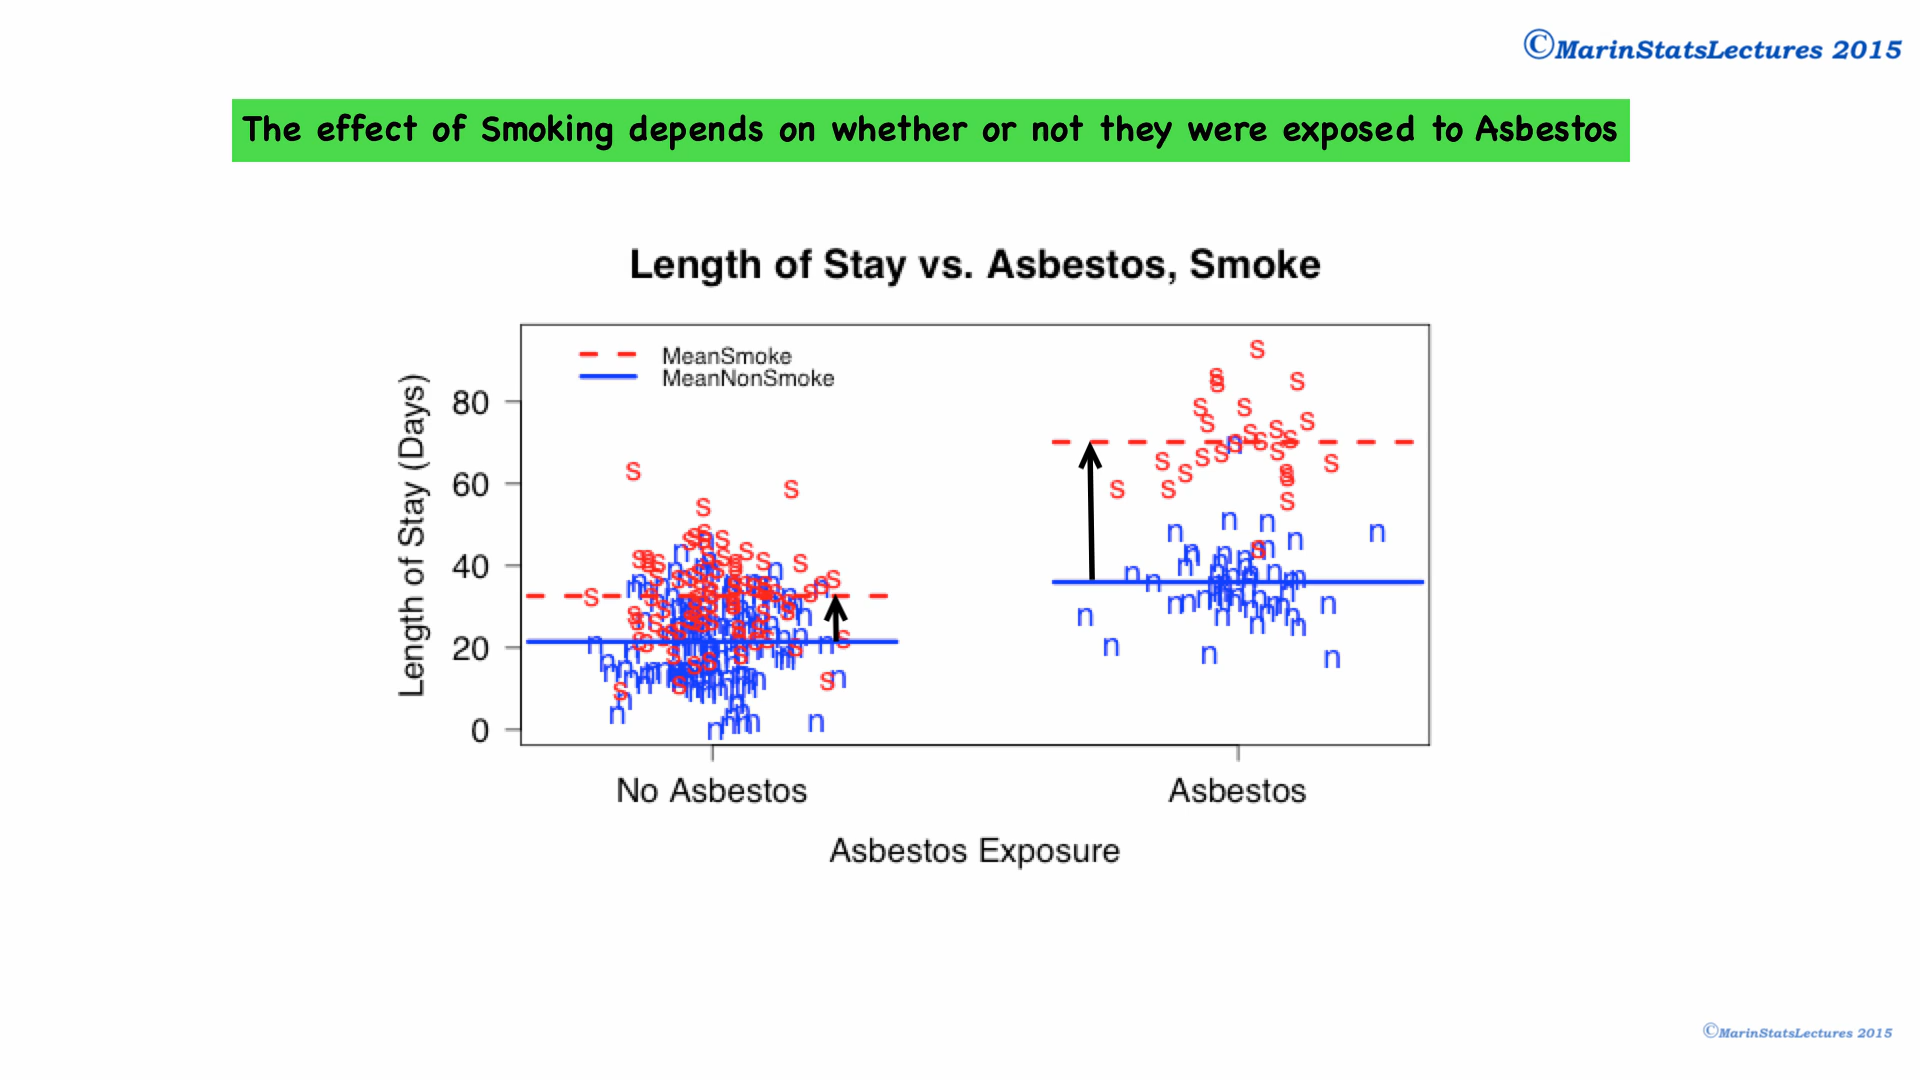 ©MarinStatsLectures 2015
The effect of Smoking depends on whether or not they were exposed to Asbestos
Length of Stay vs. Asbestos, Smoke
MeanSmoke
MeanNonSmoke
Length of Stay (Days)
80
60
40
20
0
No Asbestos
Asbestos
Asbestos Exposure
©MarinStatsLectures 2015